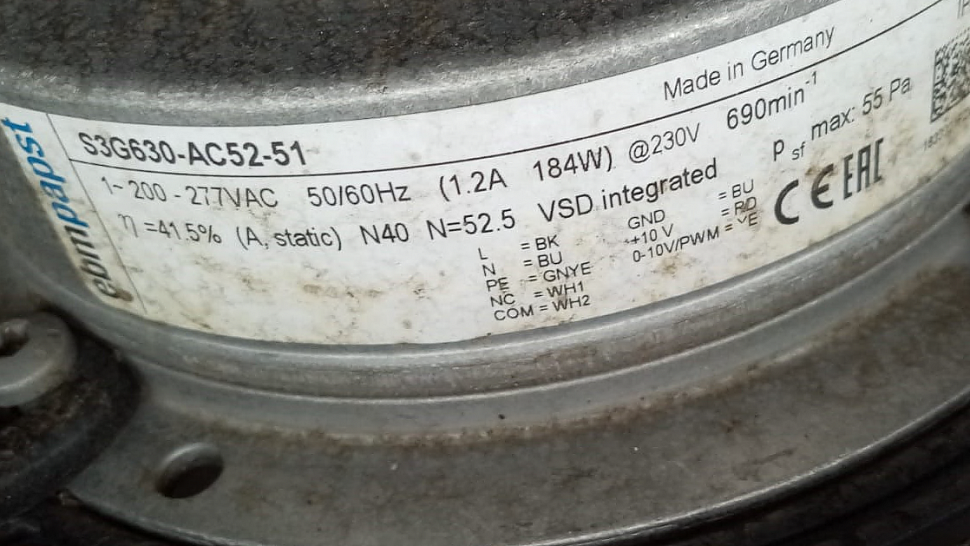 ebmpapst
Made in Germany
S3G630-AC52-51
1~ 200 - 277VAC 50/60Hz (1.2A 184W) @230V 690min-1
η =41.5% (A, static) N40 N=52.5 VSD integrated
Psf max: 55 Pa
L = BK
N = BU
PE = GNYE
NC = WH1
COM = WH2
GND = BU
+10 V = RD
0-10V/PWM = YE
CE EAC